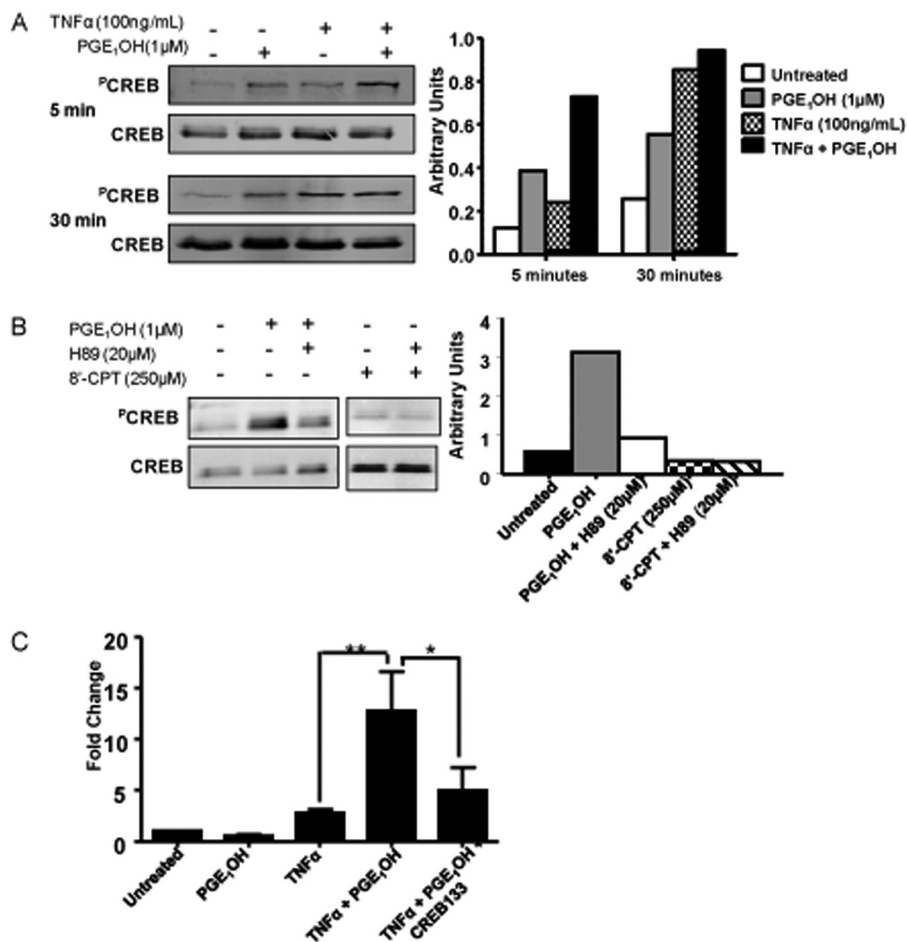 A
TNFα (100ng/mL) - - + +
PGE₁OH(1µM) - + - +
ᴾCREB
5 min
CREB
ᴾCREB
30 min
CREB
Arbitrary Units
1.0
0.8
0.6
0.4
0.2
0.0
5 minutes 30 minutes
Untreated
PGE₁OH (1µM)
TNFα (100ng/mL)
TNFα + PGE₁OH
B
PGE₁OH (1µM) - + + - -
H89 (20µM) - - + - +
8'-CPT (250µM) - - - + +
ᴾCREB
CREB
Arbitrary Units
4
3
2
1
0
Untreated
PGE₁OH
PGE₁OH + H89 (20µM)
8'-CPT (250µM)
8'-CPT + H89 (20µM)
C
Fold Change
20
15
10
5
0
** *
Untreated
PGE₁OH
TNFα
TNFα + PGE₁OH
TNFα + PGE₁OH +
CREB133